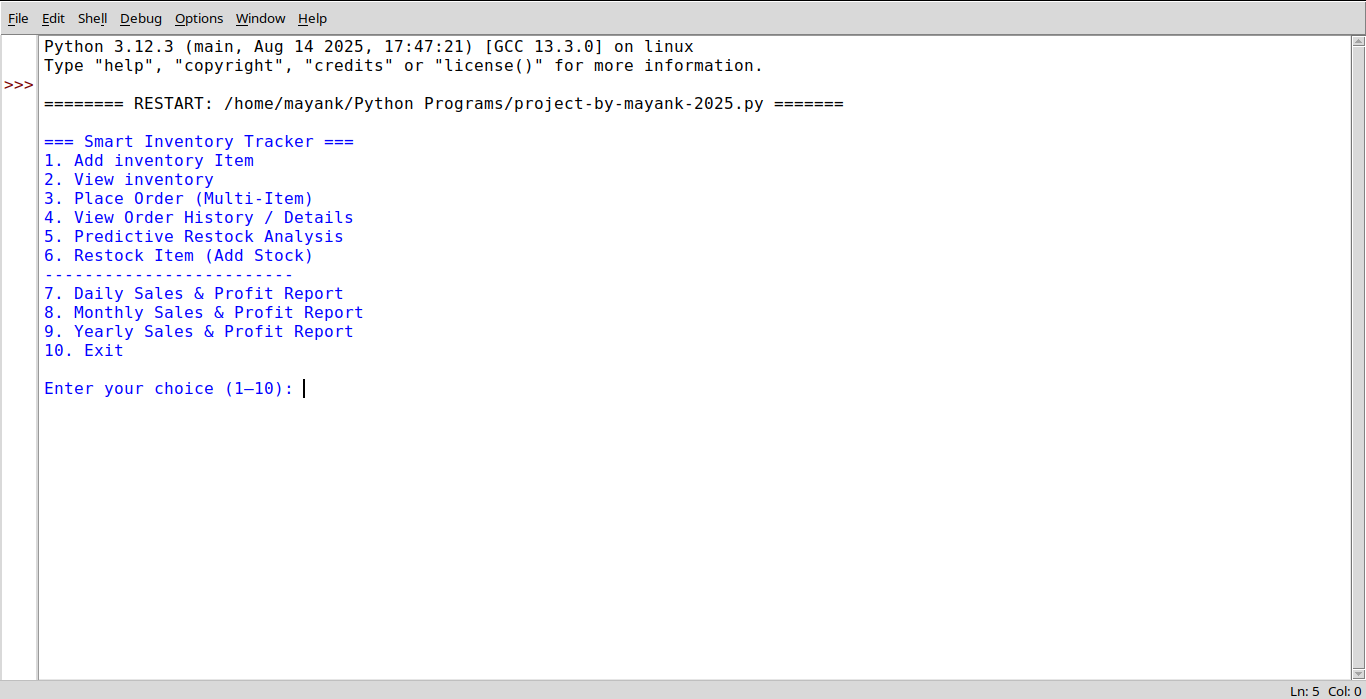 File Edit Shell Debug Options Window Help
Python 3.12.3 (main, Aug 14 2025, 17:47:21) [GCC 13.3.0] on linux
Type "help", "copyright", "credits" or "license()" for more information.
>>>
======== RESTART: /home/mayank/Python Programs/project-by-mayank-2025.py =======
=== Smart Inventory Tracker ===
1. Add inventory Item
2. View inventory
3. Place Order (Multi-Item)
4. View Order History / Details
5. Predictive Restock Analysis
6. Restock Item (Add Stock)
-------------------------
7. Daily Sales & Profit Report
8. Monthly Sales & Profit Report
9. Yearly Sales & Profit Report
10. Exit
Enter your choice (1–10):
Ln: 5 Col: 0